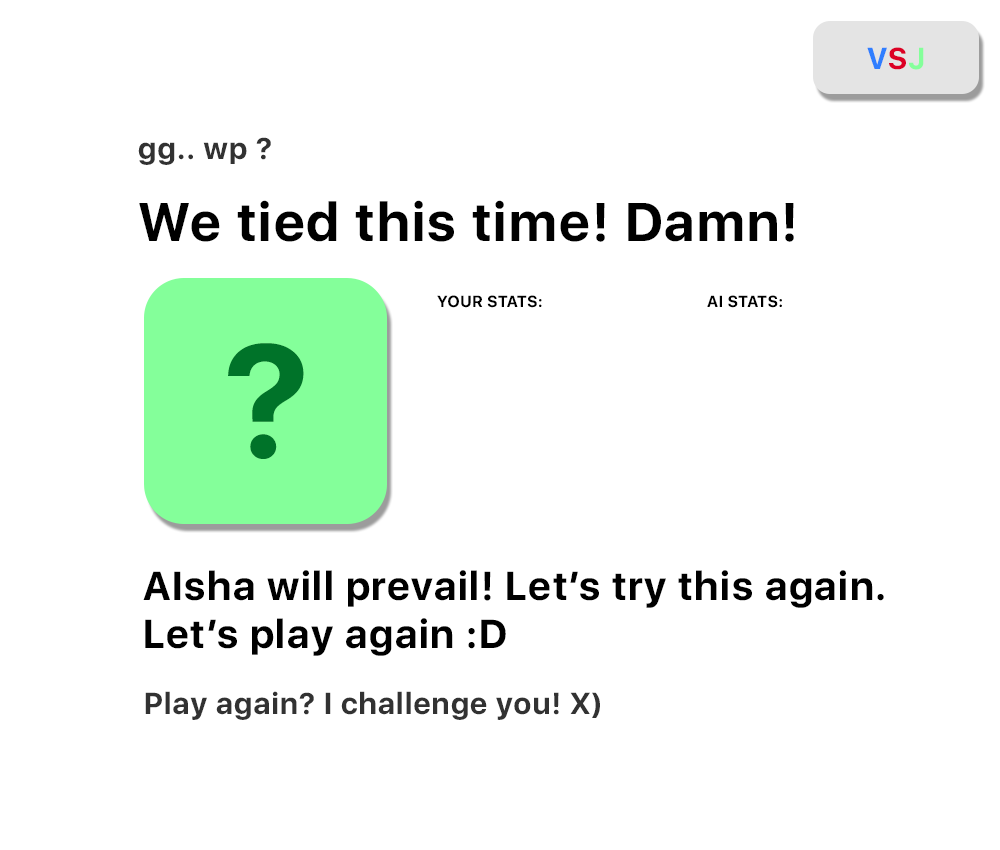 VSJ
gg.. wp ?
We tied this time! Damn!
?
YOUR STATS:
AI STATS:
AIsha will prevail! Let’s try this again.
Let’s play again :D
Play again? I challenge you! X)